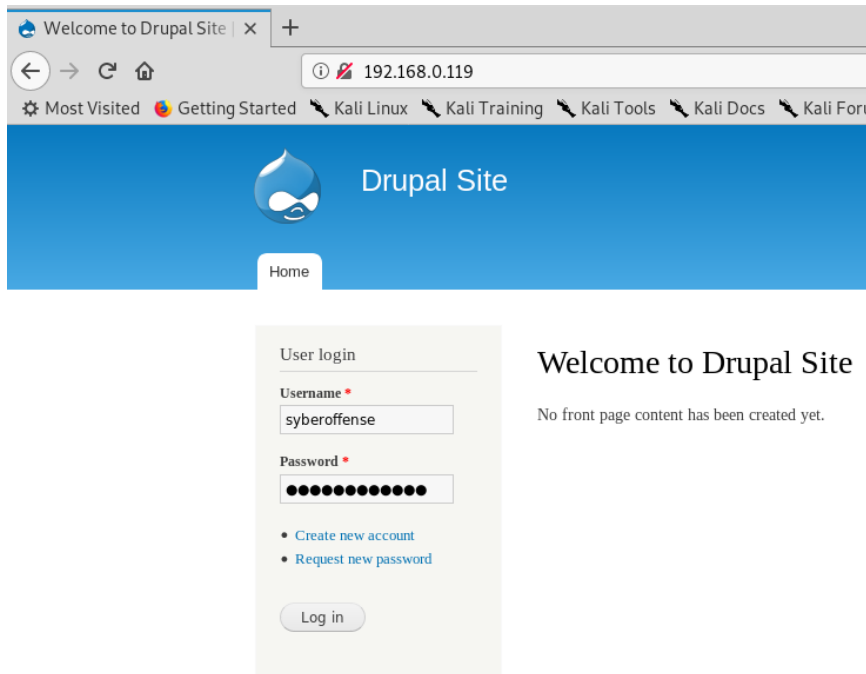 Welcome to Drupal Site |
192.168.0.119
Most Visited Getting Started Kali Linux Kali Training Kali Tools Kali Docs Kali Foru
Drupal Site
Home
User login
Username *
syberoffense
Password *
Create new account
Request new password
Log in
Welcome to Drupal Site
No front page content has been created yet.